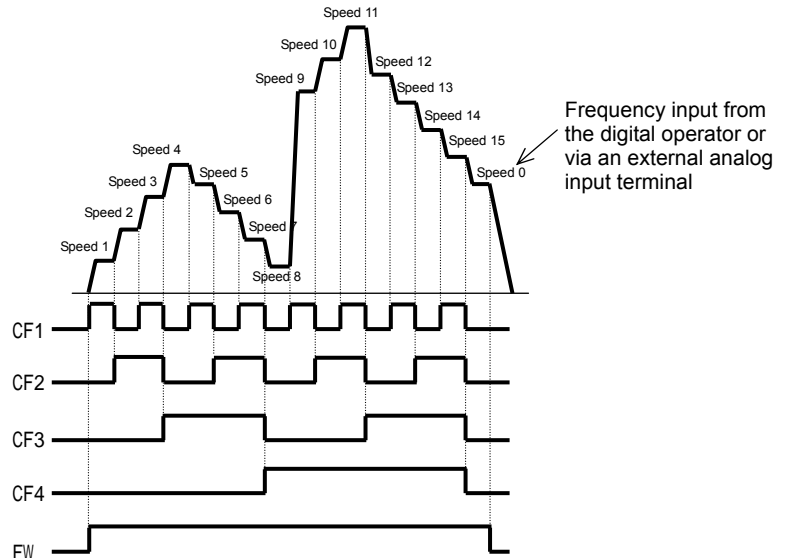 Speed 11
Speed 10
Speed 12
Speed 9
Speed 13
Speed 14
Speed 15
Speed 0
Speed 4
Speed 5
Speed 3
Speed 6
Speed 2
Speed 7
Speed 1
Speed 8
Frequency input from
the digital operator or
via an external analog
input terminal
CF1
CF2
CF3
CF4
FW